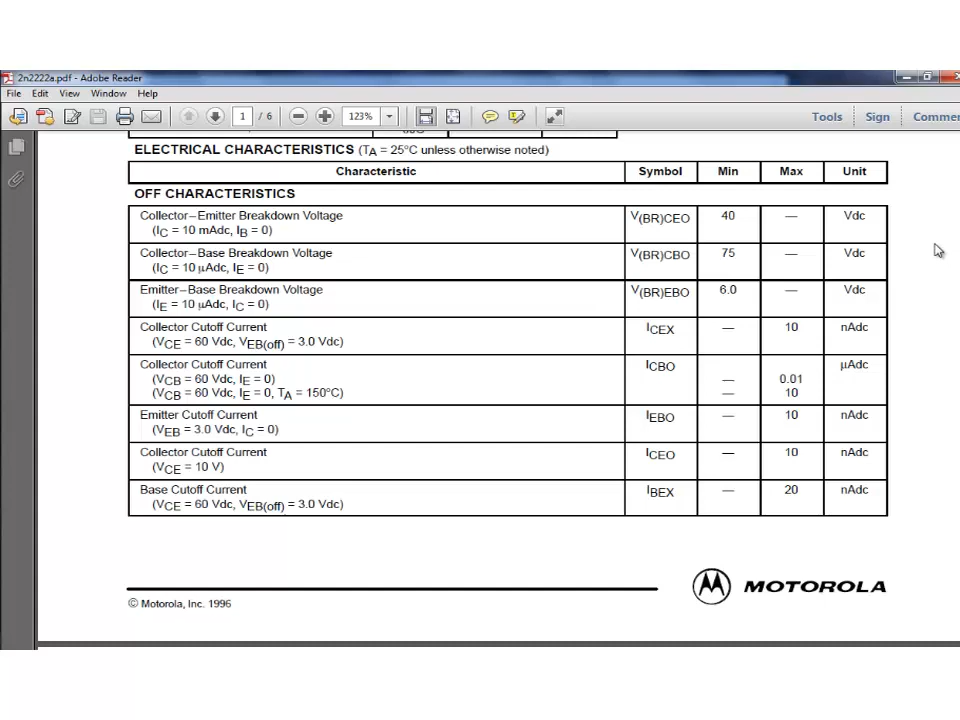 2n2222a.pdf - Adobe Reader
File Edit View Window Help
1 / 6 123% Tools Sign Commen
ELECTRICAL CHARACTERISTICS (TA = 25°C unless otherwise noted)
Characteristic Symbol Min Max Unit
OFF CHARACTERISTICS
Collector–Emitter Breakdown Voltage
(IC = 10 mAdc, IB = 0) V(BR)CEO 40 — Vdc
Collector–Base Breakdown Voltage
(IC = 10 μAdc, IE = 0) V(BR)CBO 75 — Vdc
Emitter–Base Breakdown Voltage
(IE = 10 μAdc, IC = 0) V(BR)EBO 6.0 — Vdc
Collector Cutoff Current
(VCE = 60 Vdc, VEB(off) = 3.0 Vdc) ICEX — 10 nAdc
Collector Cutoff Current ICBO μAdc
(VCB = 60 Vdc, IE = 0) — 0.01
(VCB = 60 Vdc, IE = 0, TA = 150°C) — 10
Emitter Cutoff Current
(VEB = 3.0 Vdc, IC = 0) IEBO — 10 nAdc
Collector Cutoff Current
(VCE = 10 V) ICEO — 10 nAdc
Base Cutoff Current
(VCE = 60 Vdc, VEB(off) = 3.0 Vdc) IBEX — 20 nAdc
MOTOROLA
© Motorola, Inc. 1996